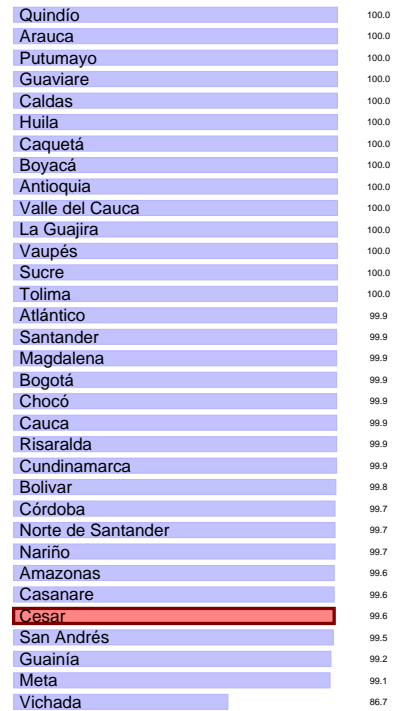 Quindío 100.0
Arauca 100.0
Putumayo 100.0
Guaviare 100.0
Caldas 100.0
Huila 100.0
Caquetá 100.0
Boyacá 100.0
Antioquia 100.0
Valle del Cauca 100.0
La Guajira 100.0
Vaupés 100.0
Sucre 100.0
Tolima 100.0
Atlántico 99.9
Santander 99.9
Magdalena 99.9
Bogotá 99.9
Chocó 99.9
Cauca 99.9
Risaralda 99.9
Cundinamarca 99.9
Bolivar 99.8
Córdoba 99.7
Norte de Santander 99.7
Nariño 99.7
Amazonas 99.6
Casanare 99.6
Cesar 99.6
San Andrés 99.5
Guainía 99.2
Meta 99.1
Vichada 86.7